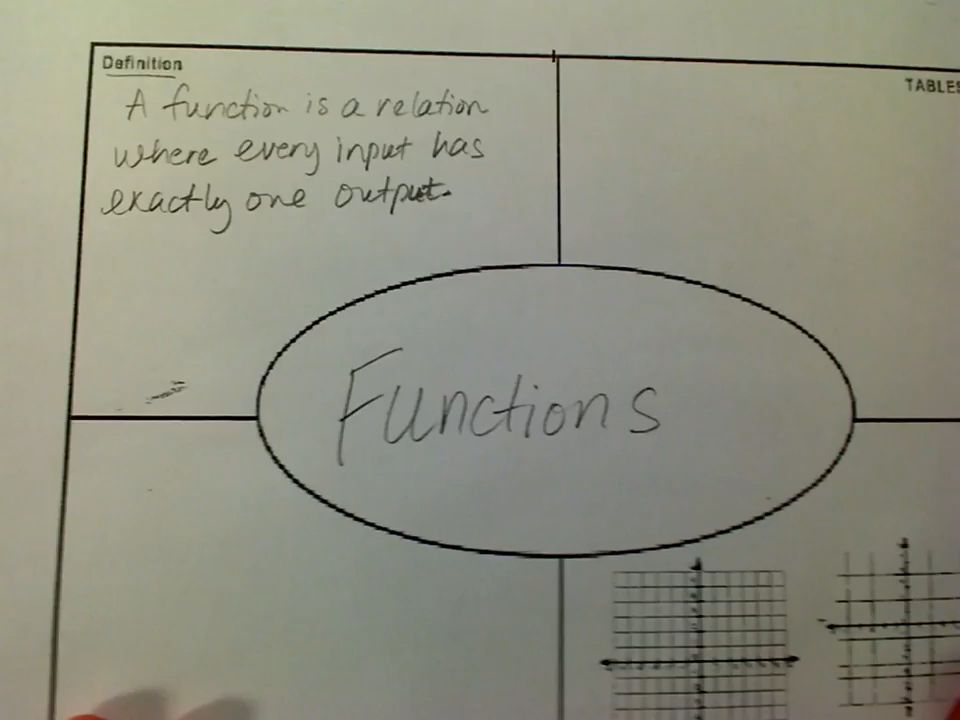 Definition
A function is a relation
where every input has
exactly one output.
TABLES
Functions